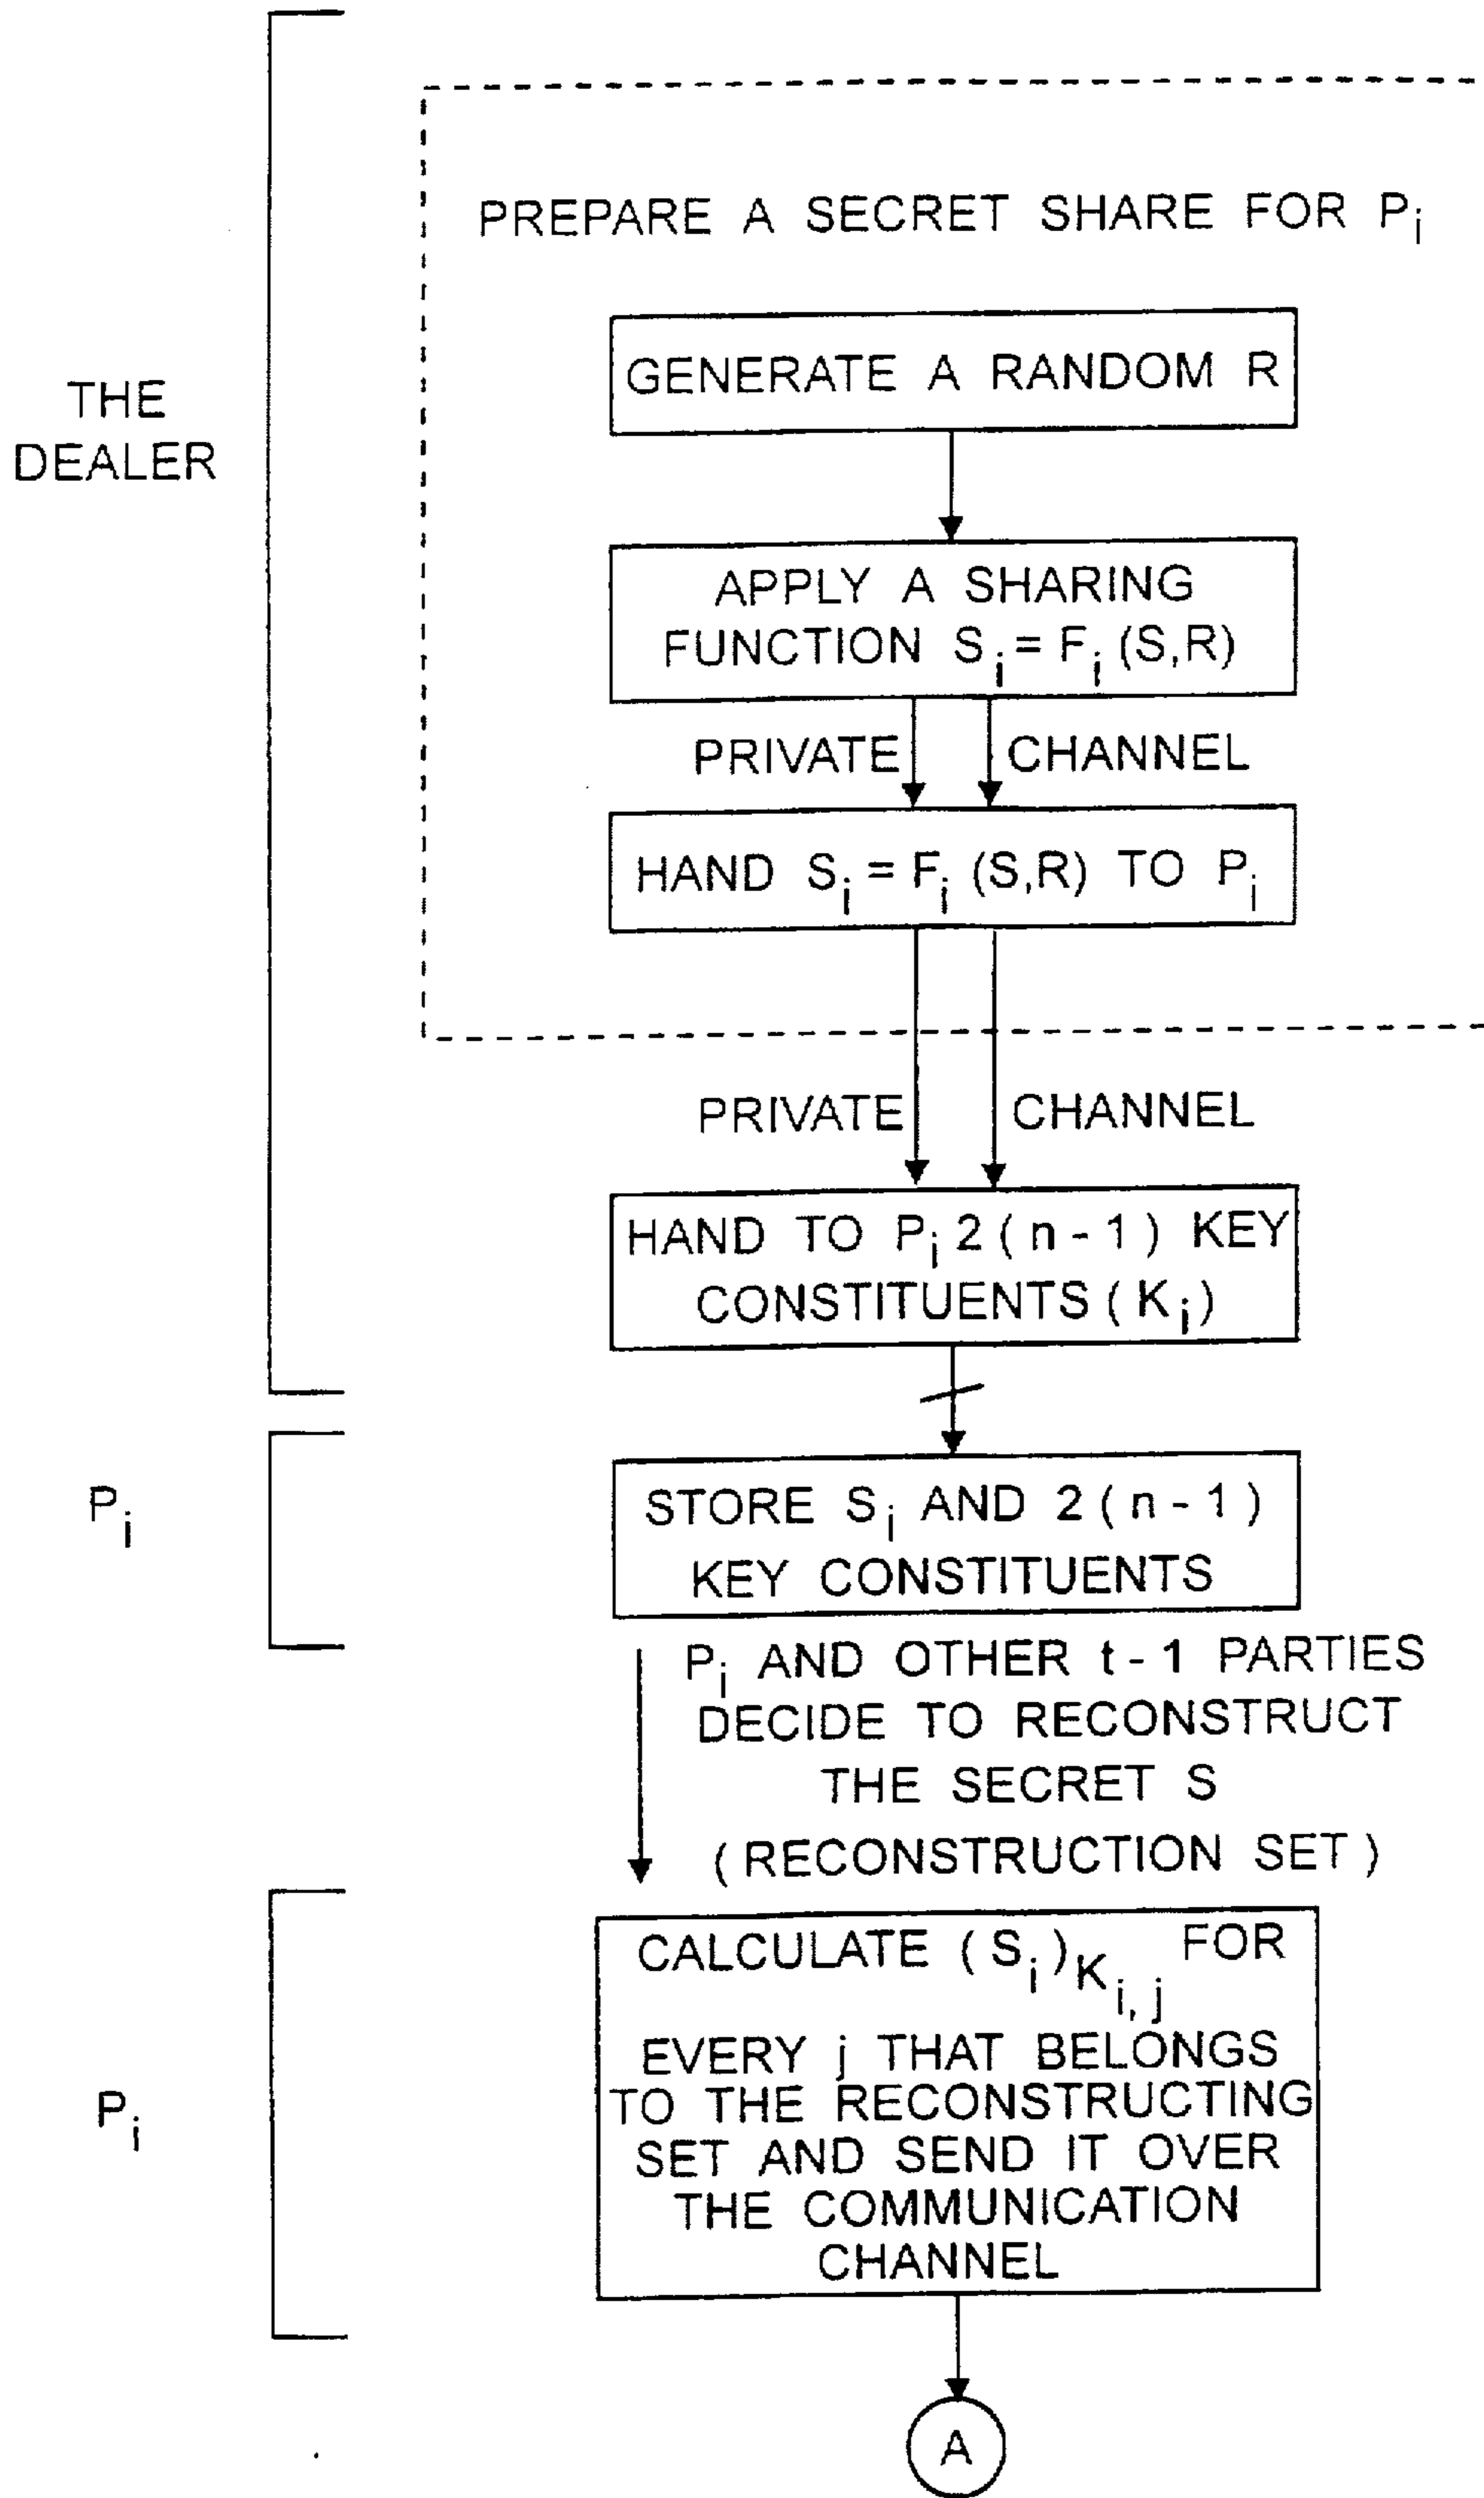 PREPARE A SECRET SHARE FOR Pi
GENERATE A RANDOM R
THE
DEALER
APPLY A SHARING
FUNCTION Si = Fi (S,R)
PRIVATE CHANNEL
HAND Si = Fi (S,R) TO Pi
PRIVATE CHANNEL
HAND TO Pi 2(n-1) KEY
CONSTITUENTS (Ki)
Pi
STORE Si AND 2(n-1)
KEY CONSTITUENTS
Pi AND OTHER t-1 PARTIES
DECIDE TO RECONSTRUCT
THE SECRET S
(RECONSTRUCTION SET)
Pi
CALCULATE (Si)Ki,j FOR
EVERY j THAT BELONGS
TO THE RECONSTRUCTING
SET AND SEND IT OVER
THE COMMUNICATION
CHANNEL
A